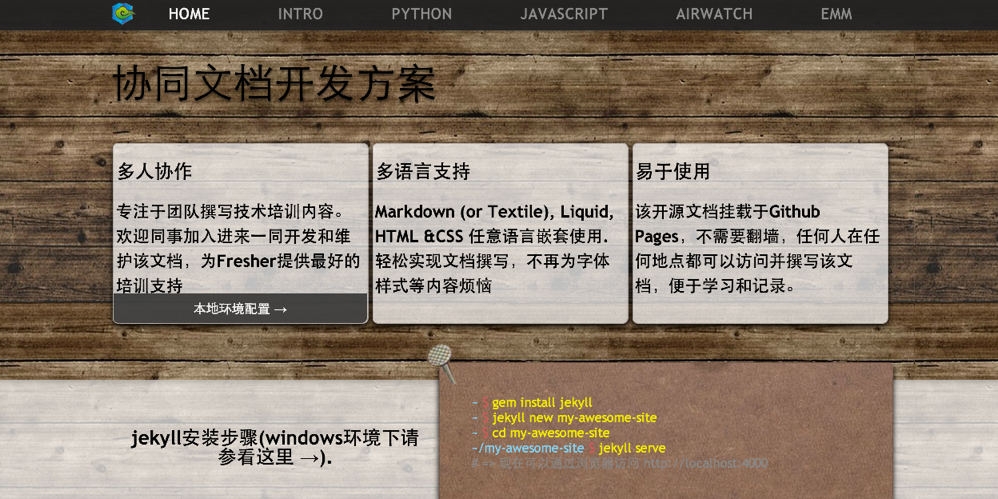 HOME INTRO PYTHON JAVASCRIPT AIRWATCH EMM
协同文档开发方案
多人协作
专注于团队撰写技术培训内容。
欢迎同事加入进来一同开发和维
护该文档，为Fresher提供最好的
培训支持
本地环境配置 →
多语言支持
Markdown (or Textile), Liquid,
HTML &CSS 任意语言嵌套使用.
轻松实现文档撰写，不再为字体
样式等内容烦恼
易于使用
该开源文档挂载于Github
Pages，不需要翻墙，任何人在任
何地点都可以访问并撰写该文
档，便于学习和记录。
jekyll安装步骤(windows环境下请
参看这里 →).
~ $ gem install jekyll
~ $ jekyll new my-awesome-site
~ $ cd my-awesome-site
~/my-awesome-site $ jekyll serve
# => 现在可以通过浏览器访问 http://localhost:4000